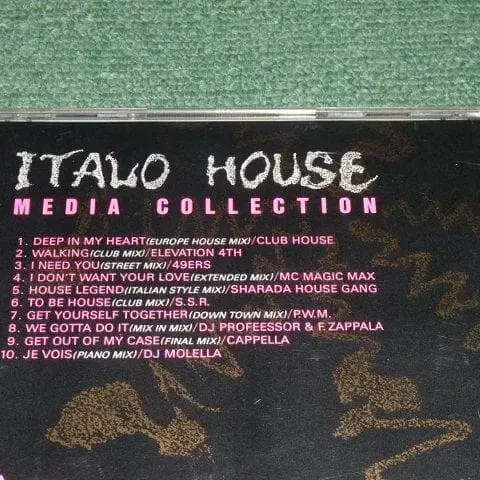 ITALO HOUSE
MEDIA COLLECTION
1. DEEP IN MY HEART(EUROPE HOUSE MIX)/CLUB HOUSE
2. WALKING(CLUB MIX)/ELEVATION 4TH
3. I NEED YOU(STREET MIX)/49ERS
4. I DON'T WANT YOUR LOVE(EXTENDED MIX)/MC MAGIC MAX
5. HOUSE LEGEND(ITALIAN STYLE MIX)/SHARADA HOUSE GANG
6. TO BE HOUSE(CLUB MIX)/S.S.R.
7. GET YOURSELF TOGETHER(DOWN TOWN MIX)/P.W.M.
8. WE GOTTA DO IT(MIX IN MIX)/DJ PROFEESSOR & F. ZAPPALA
9. GET OUT OF MY CASE(FINAL MIX)/CAPPELLA
10. JE VOIS(PIANO MIX)/DJ MOLELLA